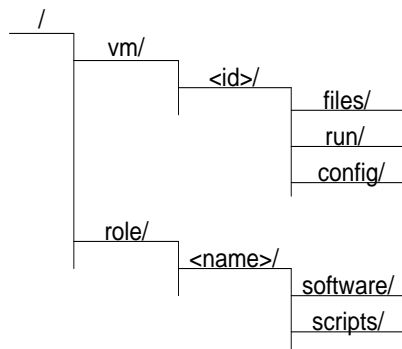 /
vm/
<id>/
files/
run/
config/
role/
<name>/
software/
scripts/